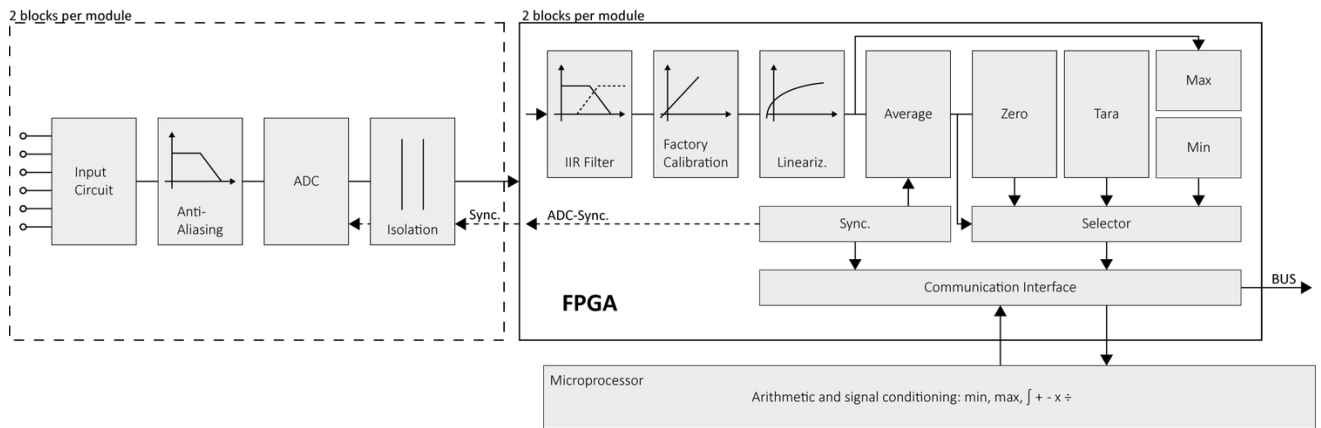 2 blocks per module
2 blocks per module
Input
Circuit
Anti-
Aliasing
ADC
Isolation
Sync.
ADC-Sync.
IIR Filter
Factory
Calibration
Lineariz.
Average
Zero
Tara
Max
Min
Sync.
Selector
Communication Interface
BUS
FPGA
Microprocessor
Arithmetic and signal conditioning: min, max, ∫ + - x ÷